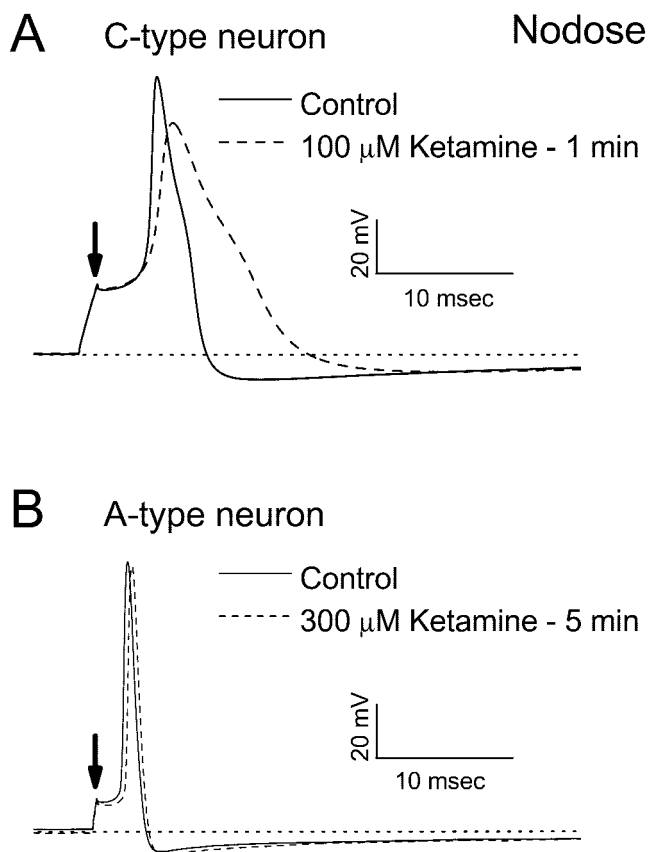 A C-type neuron Nodose
Control
100 μM Ketamine - 1 min
20 mV
10 msec
B A-type neuron
Control
300 μM Ketamine - 5 min
20 mV
10 msec